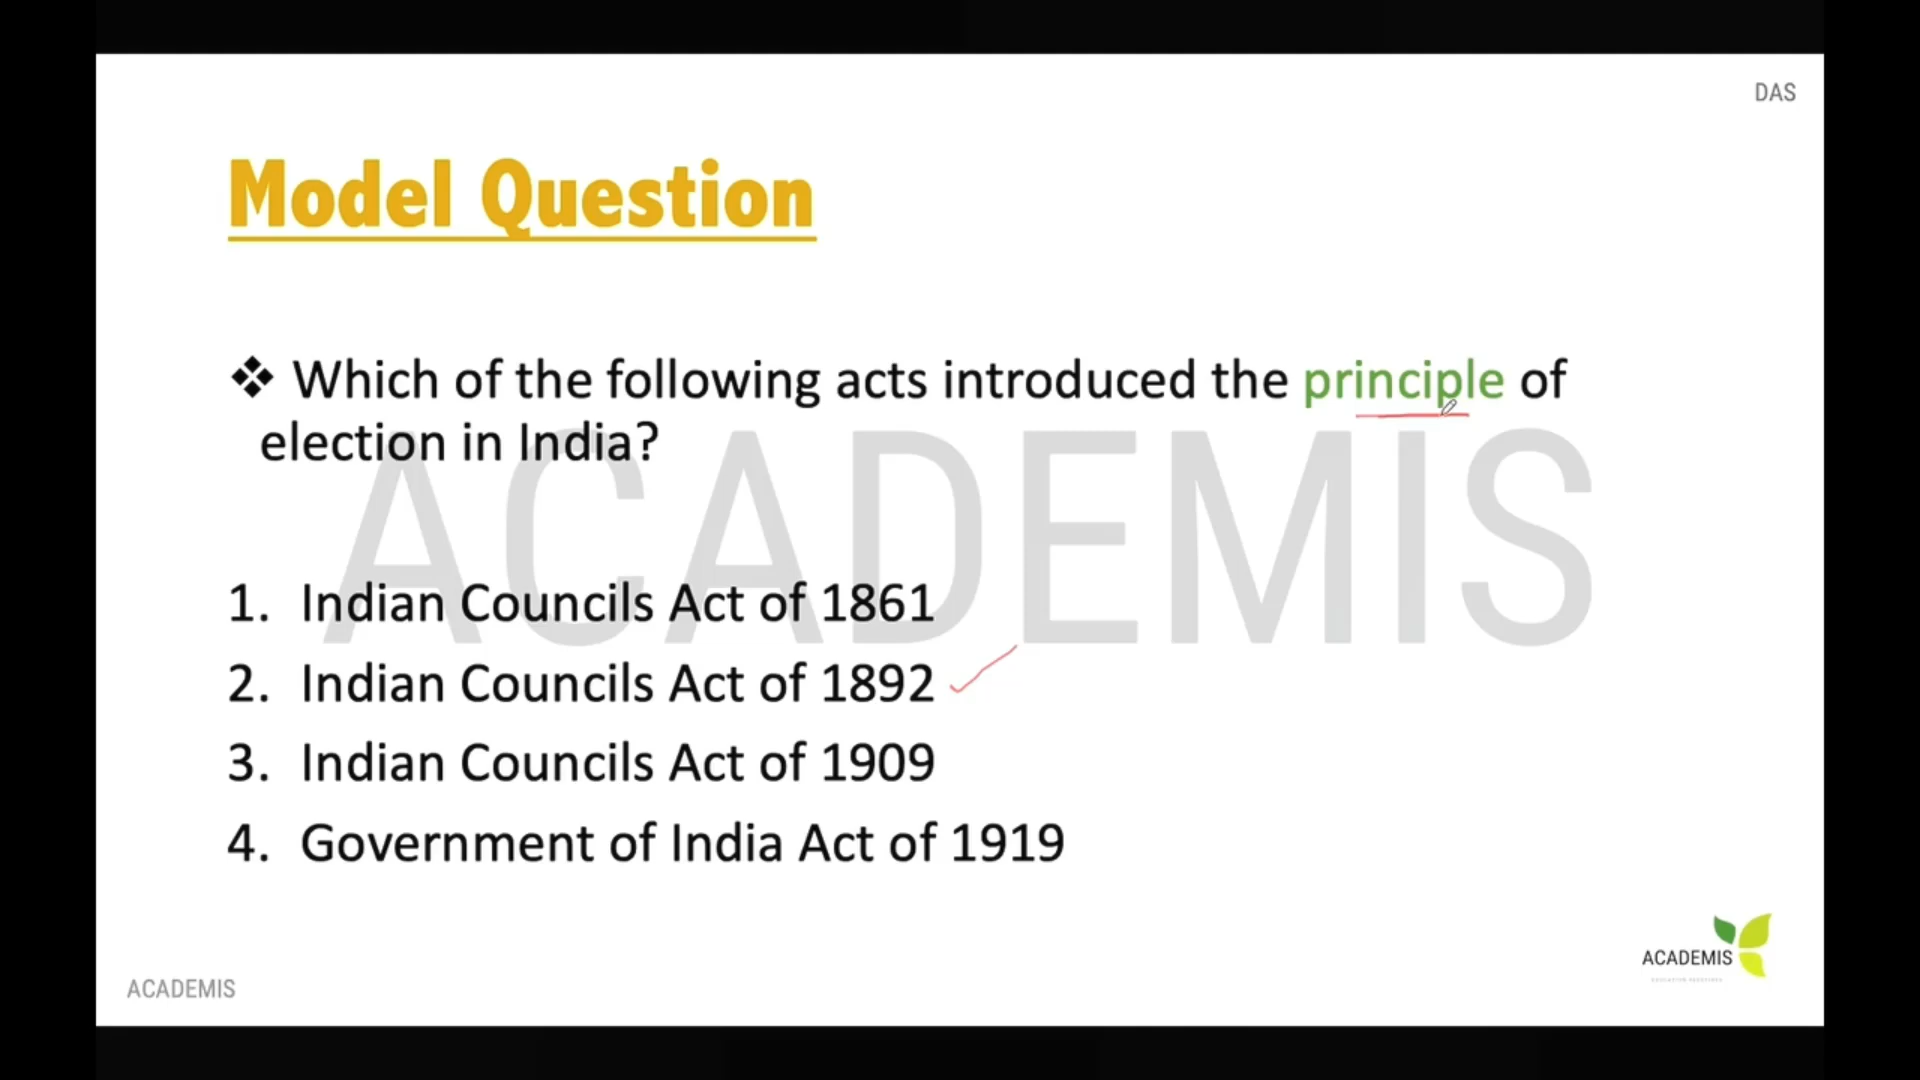 DAS
Model Question
❖ Which of the following acts introduced the principle of
election in India?
ACADEMIS
1. Indian Councils Act of 1861
2. Indian Councils Act of 1892
3. Indian Councils Act of 1909
4. Government of India Act of 1919
ACADEMIS
ACADEMIS